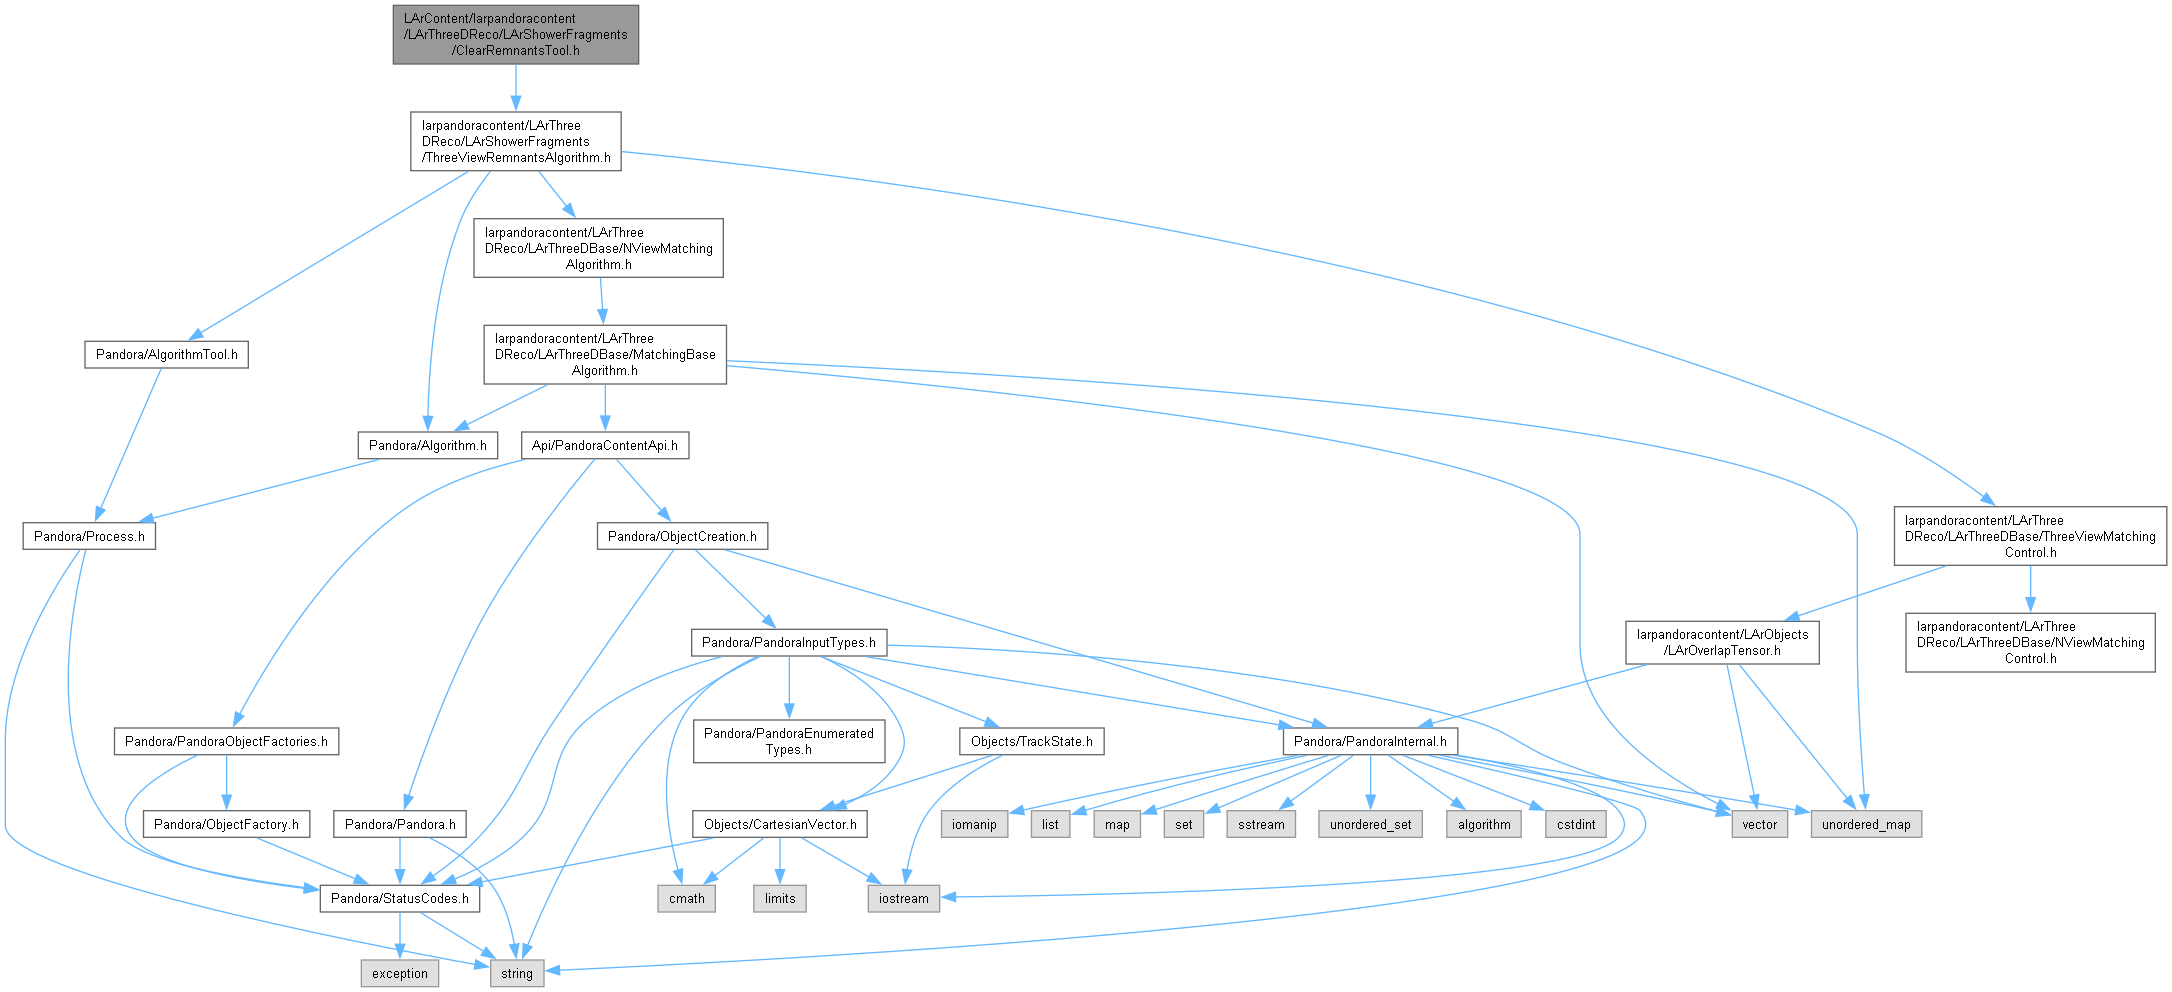 LArContent/larpandoracontent
/LArThreeDReco/LArShowerFragments
/ClearRemnantsTool.h
larpandoracontent/LArThree
DReco/LArShowerFragments
/ThreeViewRemnantsAlgorithm.h
larpandoracontent/LArThree
DReco/LArThreeDBase/NViewMatching
Algorithm.h
larpandoracontent/LArThree
DReco/LArThreeDBase/MatchingBase
Algorithm.h
Pandora/AlgorithmTool.h
Pandora/Algorithm.h
Api/PandoraContentApi.h
Pandora/Process.h
Pandora/ObjectCreation.h
larpandoracontent/LArThree
DReco/LArThreeDBase/ThreeViewMatching
Control.h
Pandora/PandoraInputTypes.h
larpandoracontent/LArObjects
/LArOverlapTensor.h
larpandoracontent/LArThree
DReco/LArThreeDBase/NViewMatching
Control.h
Pandora/PandoraObjectFactories.h
Pandora/PandoraEnumerated
Types.h
Objects/TrackState.h
Pandora/PandoraInternal.h
Pandora/ObjectFactory.h
Pandora/Pandora.h
Objects/CartesianVector.h
iomanip
list
map
set
sstream
unordered_set
algorithm
cstdint
vector
unordered_map
Pandora/StatusCodes.h
cmath
limits
iostream
exception
string